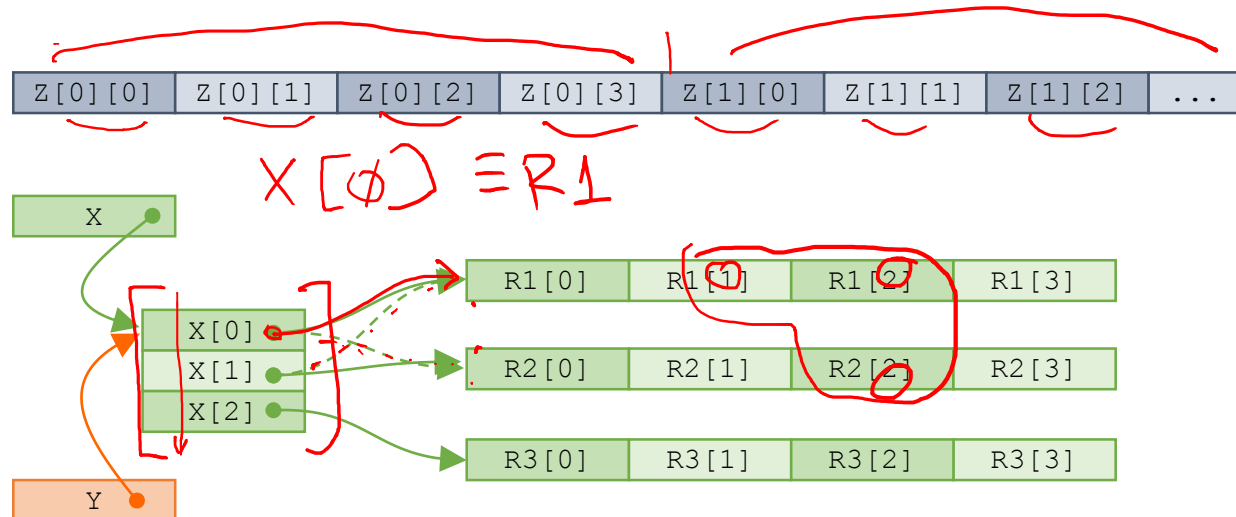 Z[0][0] Z[0][1] Z[0][2] Z[0][3] Z[1][0] Z[1][1] Z[1][2] ...
X[φ] ≡R1
X
R1[0] R1[1] R1[2] R1[3]
X[0]
X[1]
R2[0] R2[1] R2[2] R2[3]
X[2]
R3[0] R3[1] R3[2] R3[3]
Y